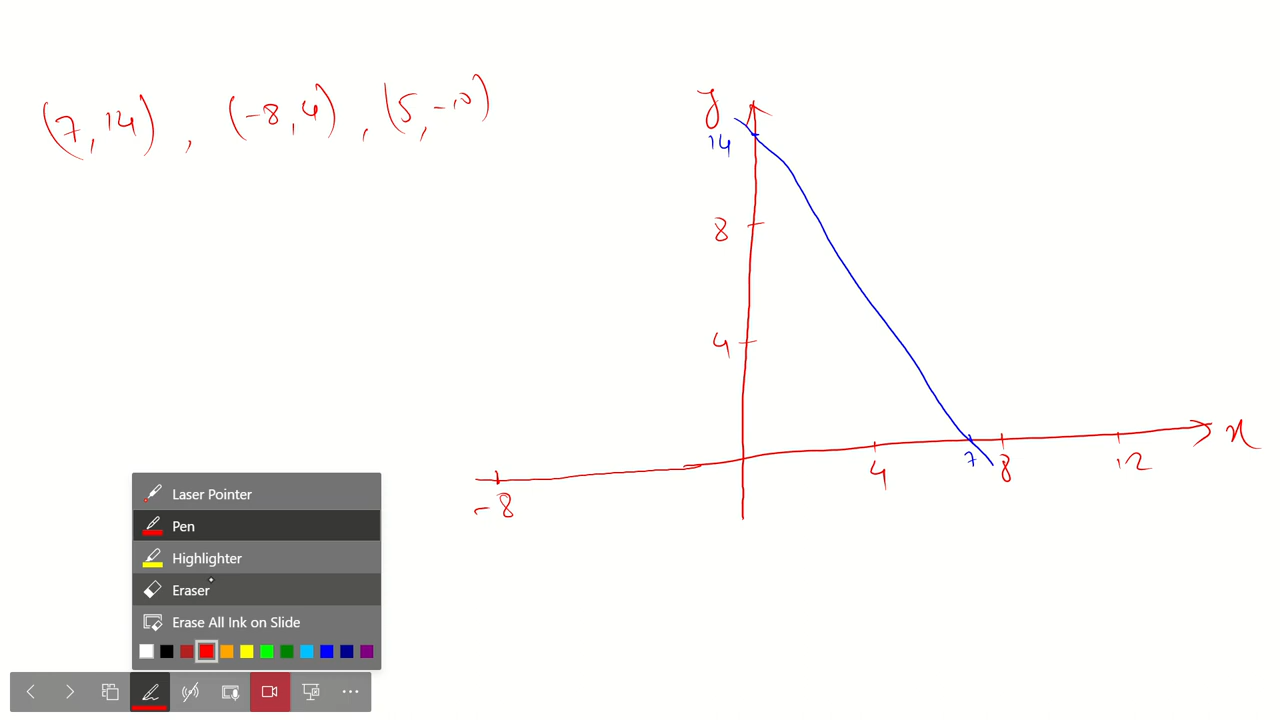 (7, 14), (-8, 4), (5, -10)
y
14
8
4
x
-8
4
7
8
12
Laser Pointer
Pen
Highlighter
Eraser
Erase All Ink on Slide